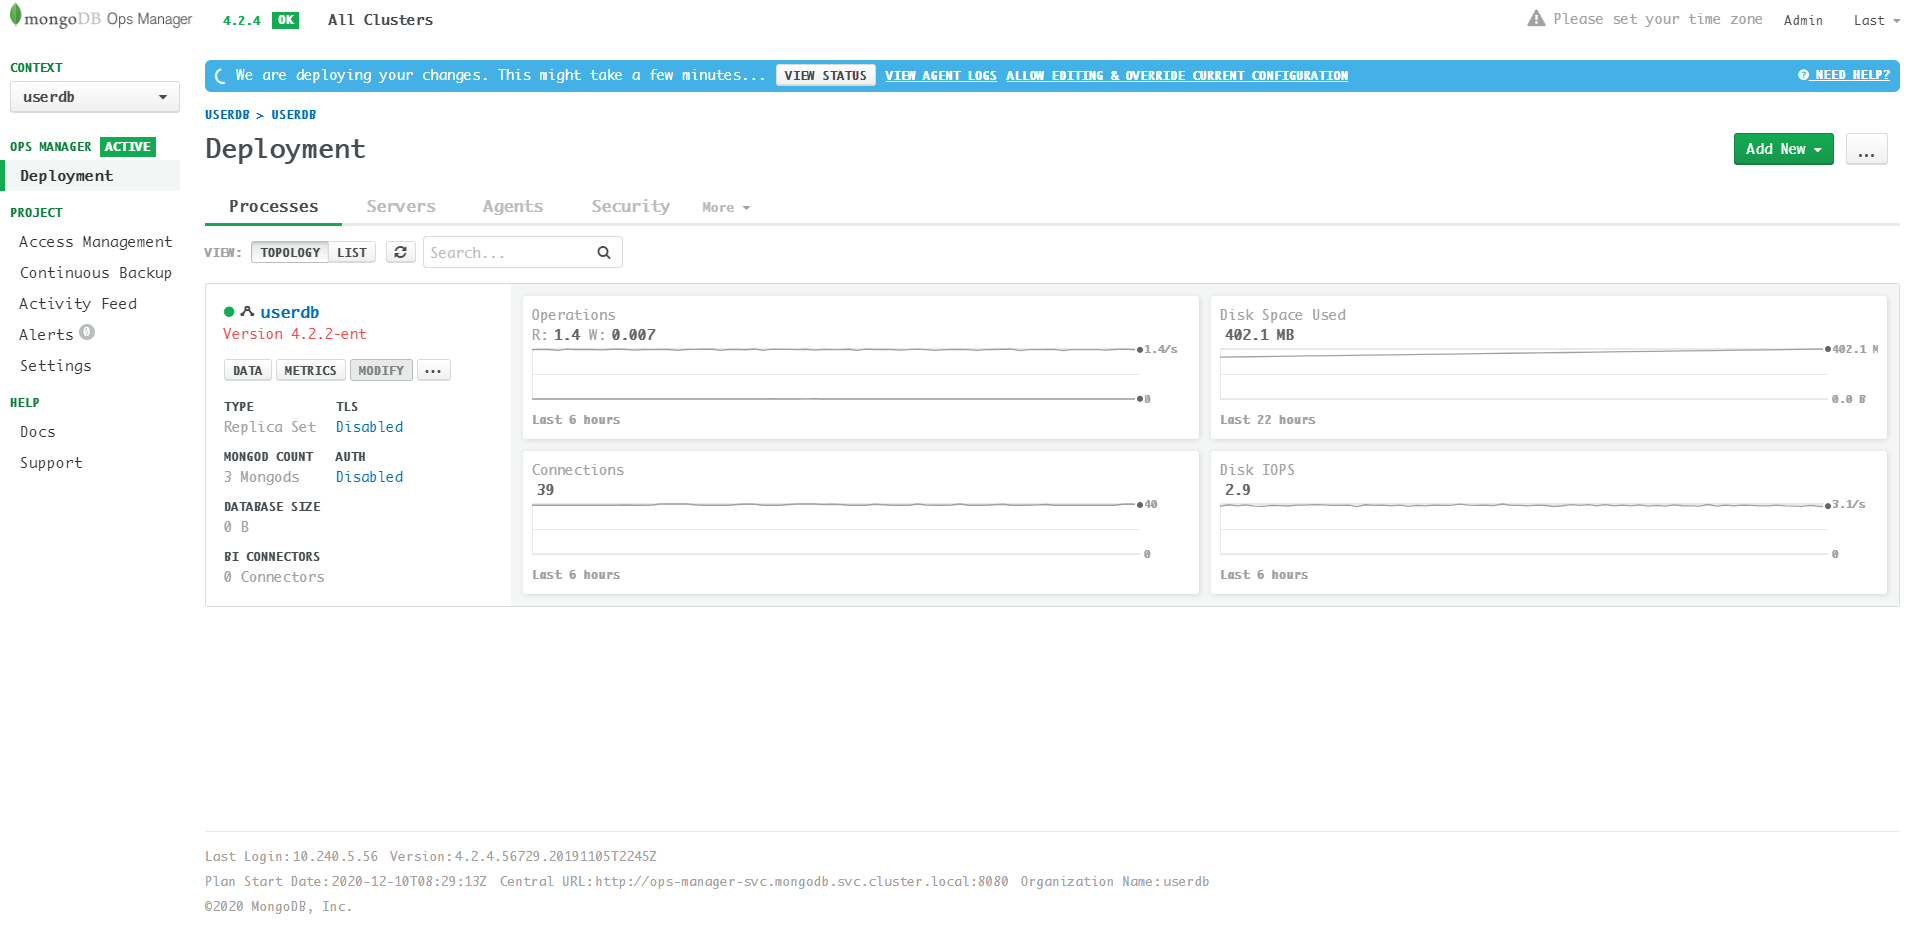 mongoDB Ops Manager 4.2.4 OK All Clusters Please set your time zone Admin Last
CONTEXT
userdb
OPS MANAGER ACTIVE
Deployment
PROJECT
Access Management
Continuous Backup
Activity Feed
Alerts 0
Settings
HELP
Docs
Support
We are deploying your changes. This might take a few minutes... VIEW STATUS VIEW AGENT LOGS ALLOW EDITING & OVERRIDE CURRENT CONFIGURATION NEED HELP?
USERDB > USERDB
Deployment
Add New ...
Processes Servers Agents Security More
VIEW: TOPOLOGY LIST Search...
userdb
Version 4.2.2-ent
DATA METRICS MODIFY ...
TYPE TLS
Replica Set Disabled
MONGOD COUNT AUTH
3 Mongods Disabled
DATABASE SIZE
0 B
BI CONNECTORS
0 Connectors
Operations
R: 1.4 W: 0.007
1.4/s
0
Last 6 hours
Disk Space Used
402.1 MB
402.1 M
0.0 B
Last 22 hours
Connections
39
40
0
Last 6 hours
Disk IOPS
2.9
3.1/s
0
Last 6 hours
Last Login: 10.240.5.56 Version: 4.2.4.56729.20191105T2245Z
Plan Start Date: 2020-12-10T08:29:13Z Central URL: http://ops-manager-svc.mongodb.svc.cluster.local:8080 Organization Name: userdb
©2020 MongoDB, Inc.